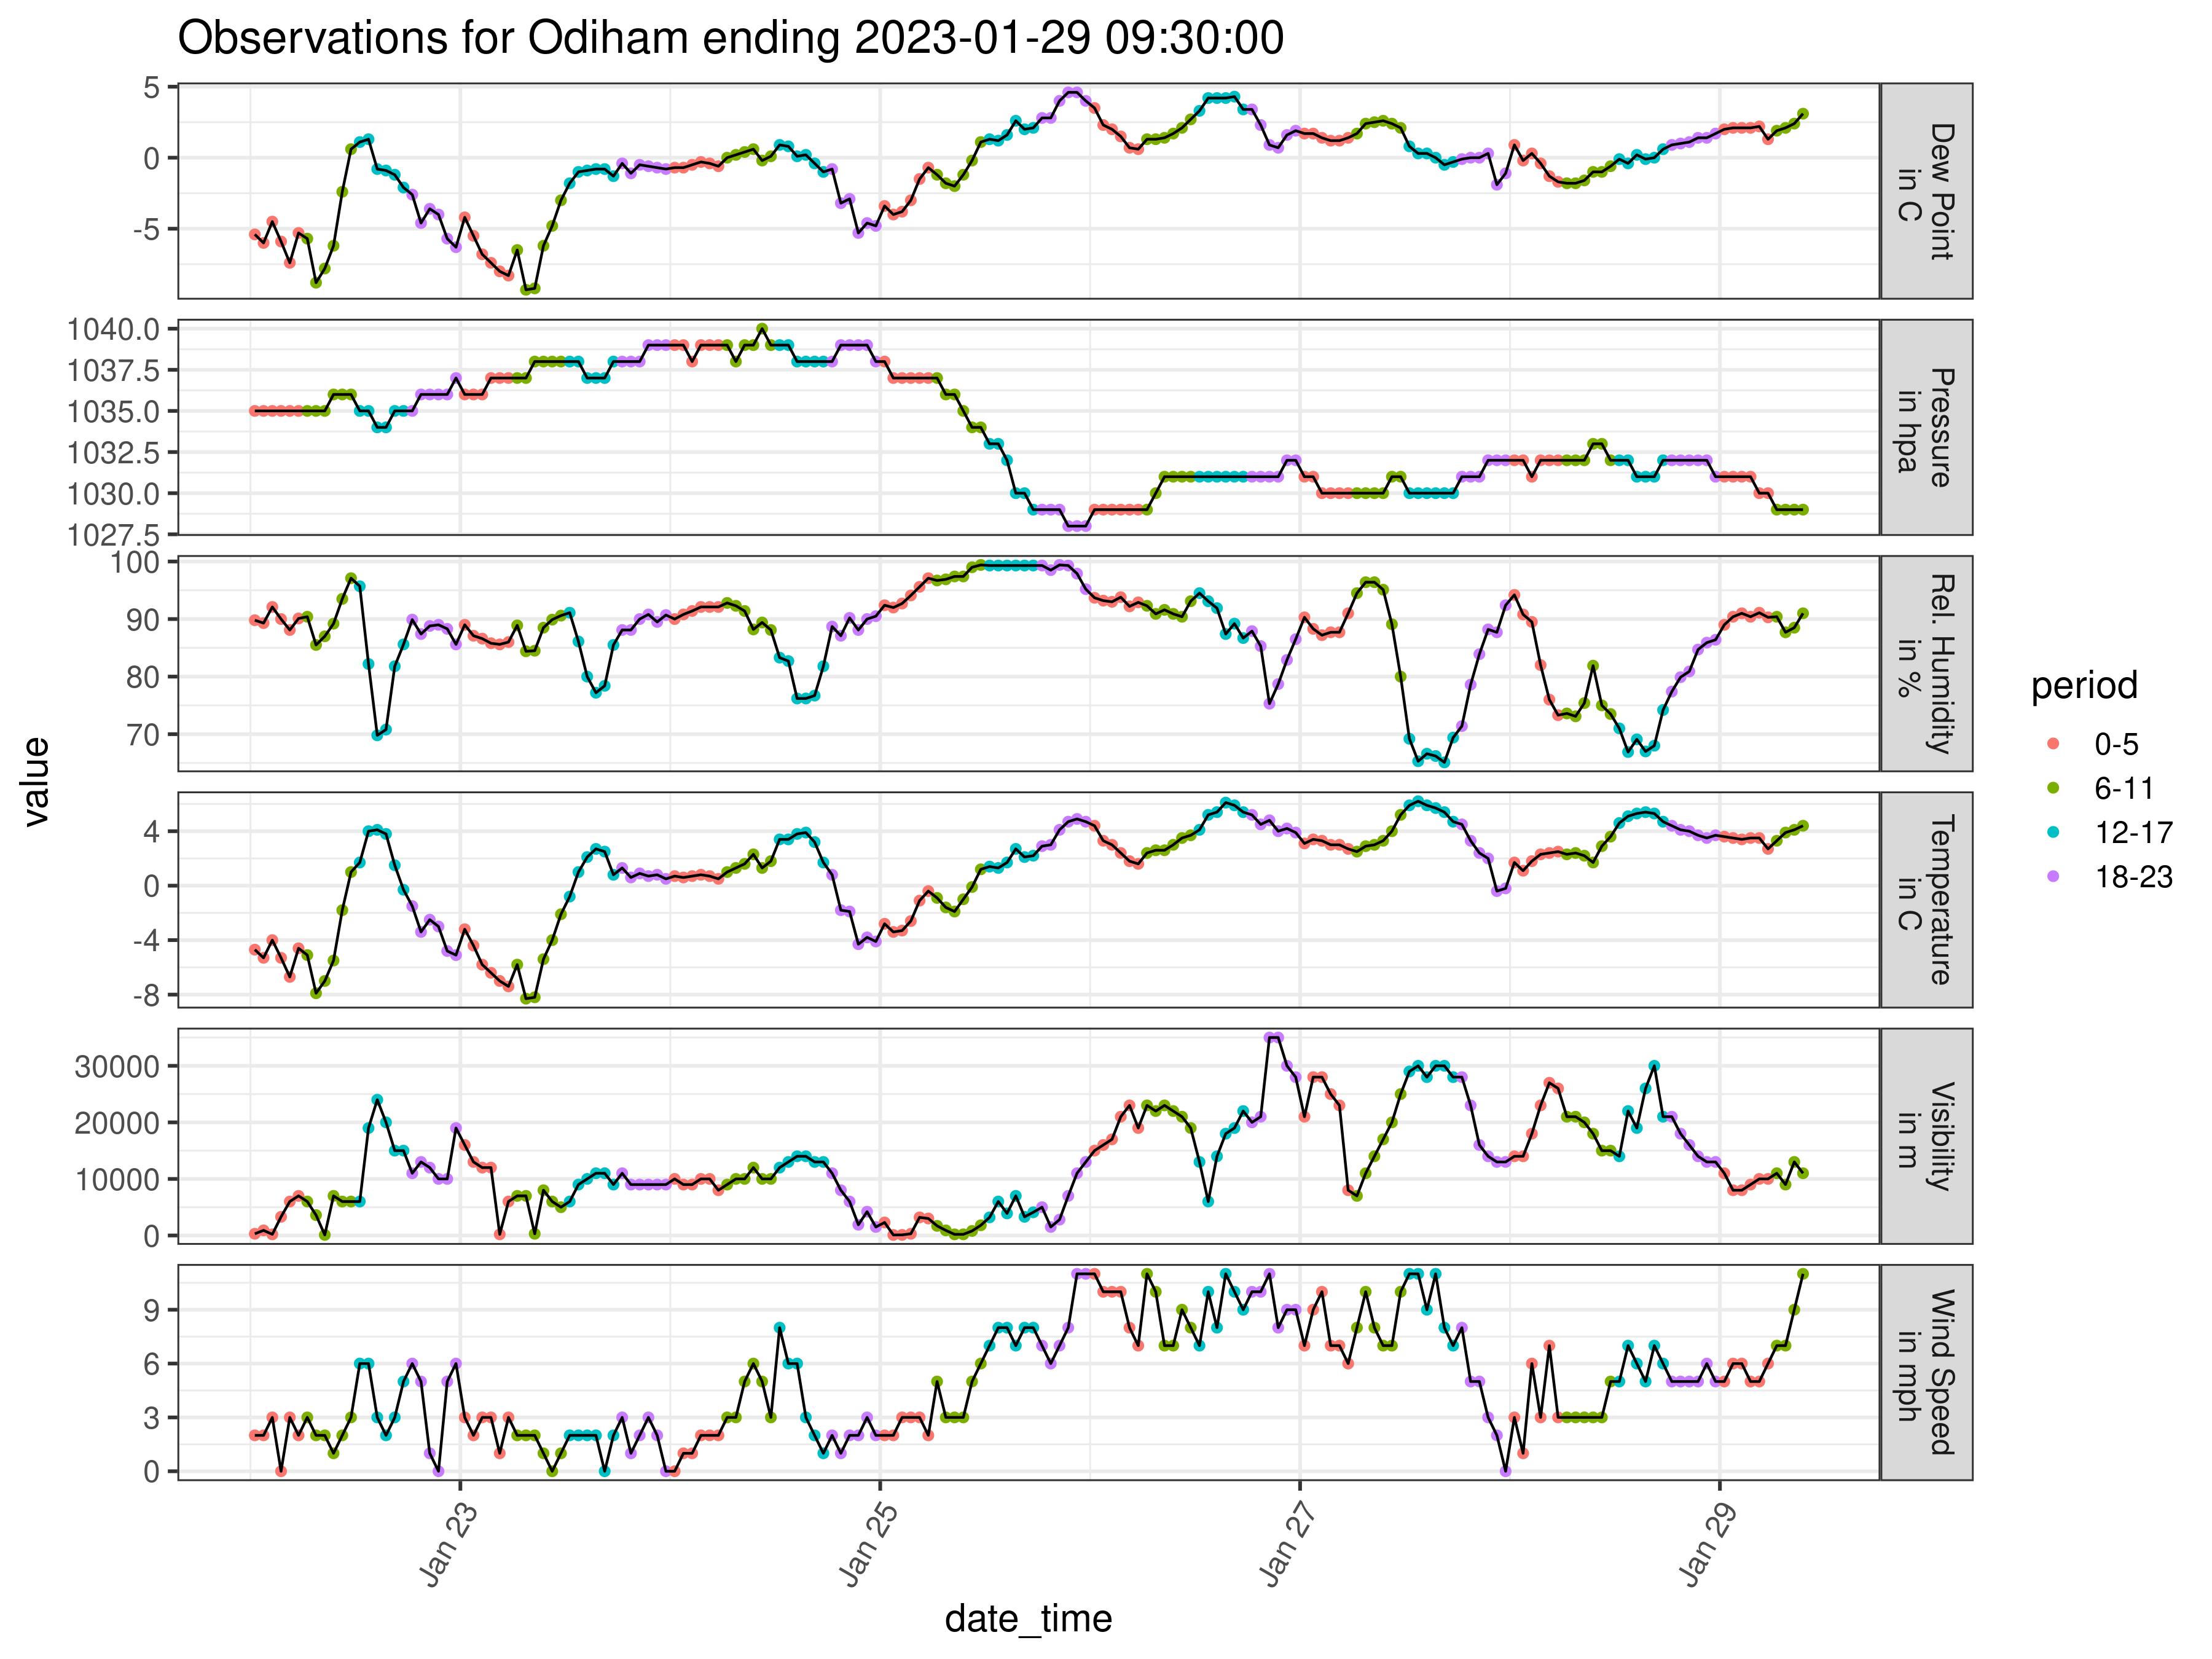 Observations for Odiham ending 2023-01-29 09:30:00
value
5
0
-5
Dew Point
in C
1040.0
1037.5
1035.0
1032.5
1030.0
1027.5
Pressure
in hpa
100
90
80
70
Rel. Humidity
in %
4
0
-4
-8
Temperature
in C
30000
20000
10000
0
Visibility
in m
9
6
3
0
Wind Speed
in mph
Jan 23
Jan 25
Jan 27
Jan 29
date_time
period
0-5
6-11
12-17
18-23